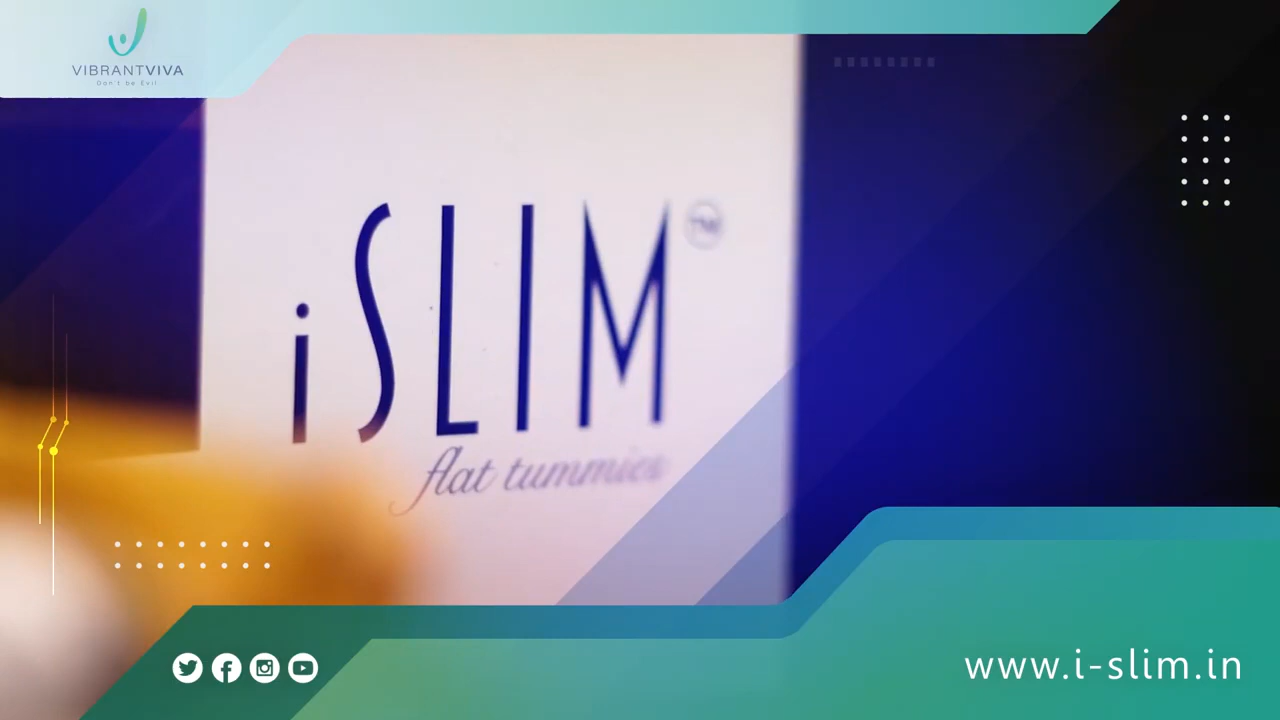 VIBRANTVIVA
Don't be Evil
iSLIM
TM
flat tummies
www.i-slim.in